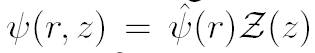 ψ(r, z) = ψ̂(r)𝒵(z)